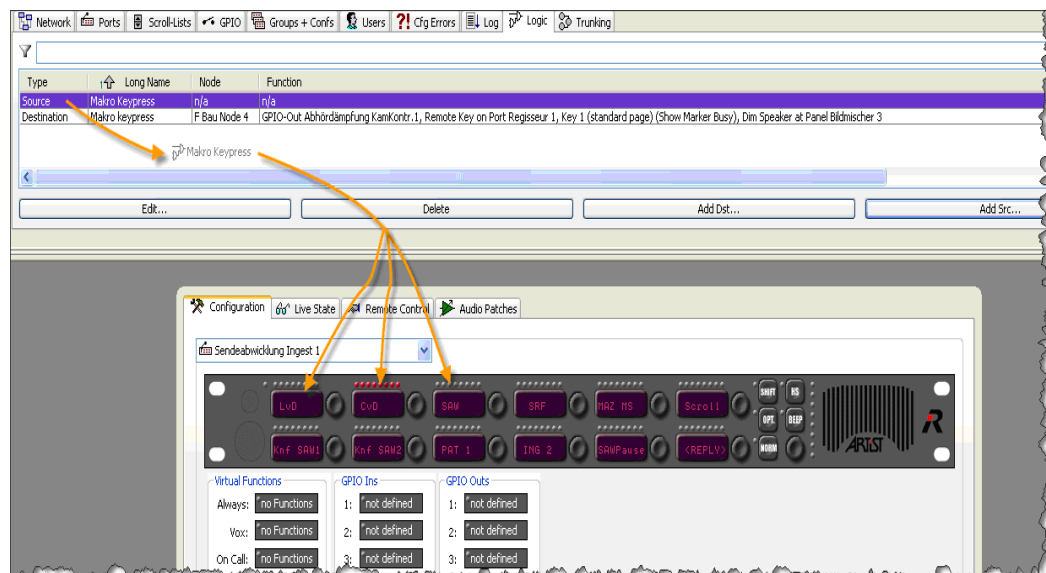 Network Ports Scroll-Lists GPIO Groups + Confs Users ?! Cfg Errors Log Logic Trunking
Type 1 Long Name Node Function
Source Makro Keypress n/a n/a
Destination Makro keypress F Bau Node 4 GPIO-Out Abhördämpfung KamKontr.1, Remote Key on Port Regisseur 1, Key 1 (standard page) (Show Marker Busy), Dim Speaker at Panel Bildmischer 3
Makro Keypress
Edit... Delete Add Dst... Add Src...
Configuration Live State Remote Control Audio Patches
Sendeabwicklung Ingest 1
LvD CvD SAW SRF MAZ MS Scroll SHIFT HS
OPT. BEEP
Knf SAW1 Knf SAW2 PAT 1 ING 2 SAWPause <REPLY> NORM ARTIST R
Virtual Functions GPIO Ins GPIO Outs
Always: no Functions 1: not defined 1: not defined
Vox: no Functions 2: not defined 2: not defined
On Call: no Functions 3: not defined 3: not defined